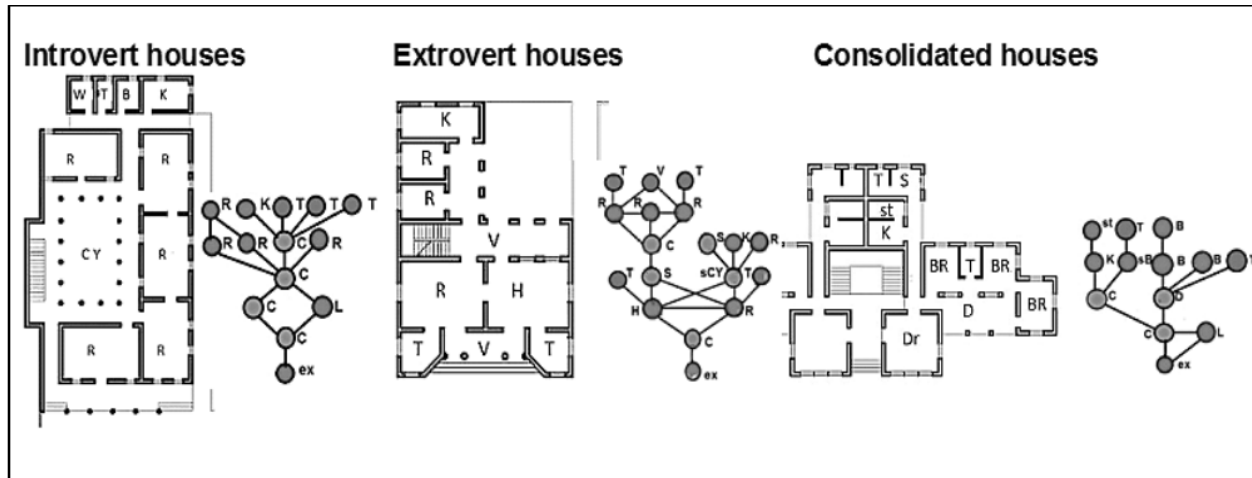 Introvert houses
Extrovert houses
Consolidated houses
W T B K
R R
CY R
R R
R K T T T
R R C R
C
C L
C
ex
K
R
R
V
R H
T V T
T V T
R R R
C
S K R
T S sCY T
H R
C
ex
T T S
st
K
BR T BR
D BR
Dr
st T B
K sB B B T
C D
C L
ex